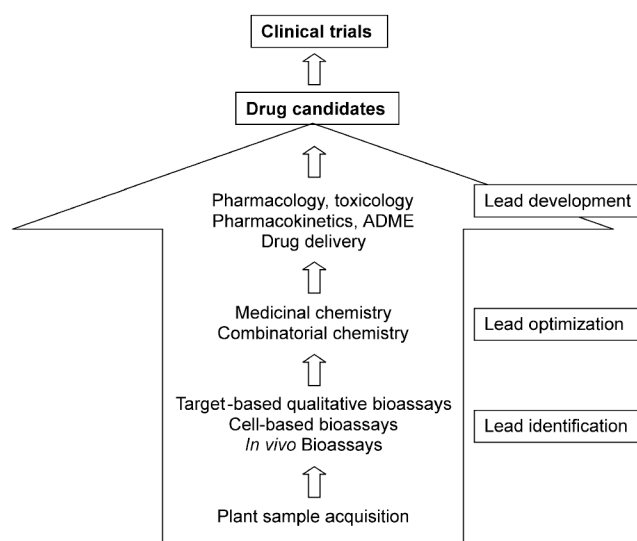 Clinical trials
Drug candidates
Pharmacology, toxicology
Pharmacokinetics, ADME
Drug delivery
Lead development
Medicinal chemistry
Combinatorial chemistry
Lead optimization
Target-based qualitative bioassays
Cell-based bioassays
In vivo Bioassays
Lead identification
Plant sample acquisition